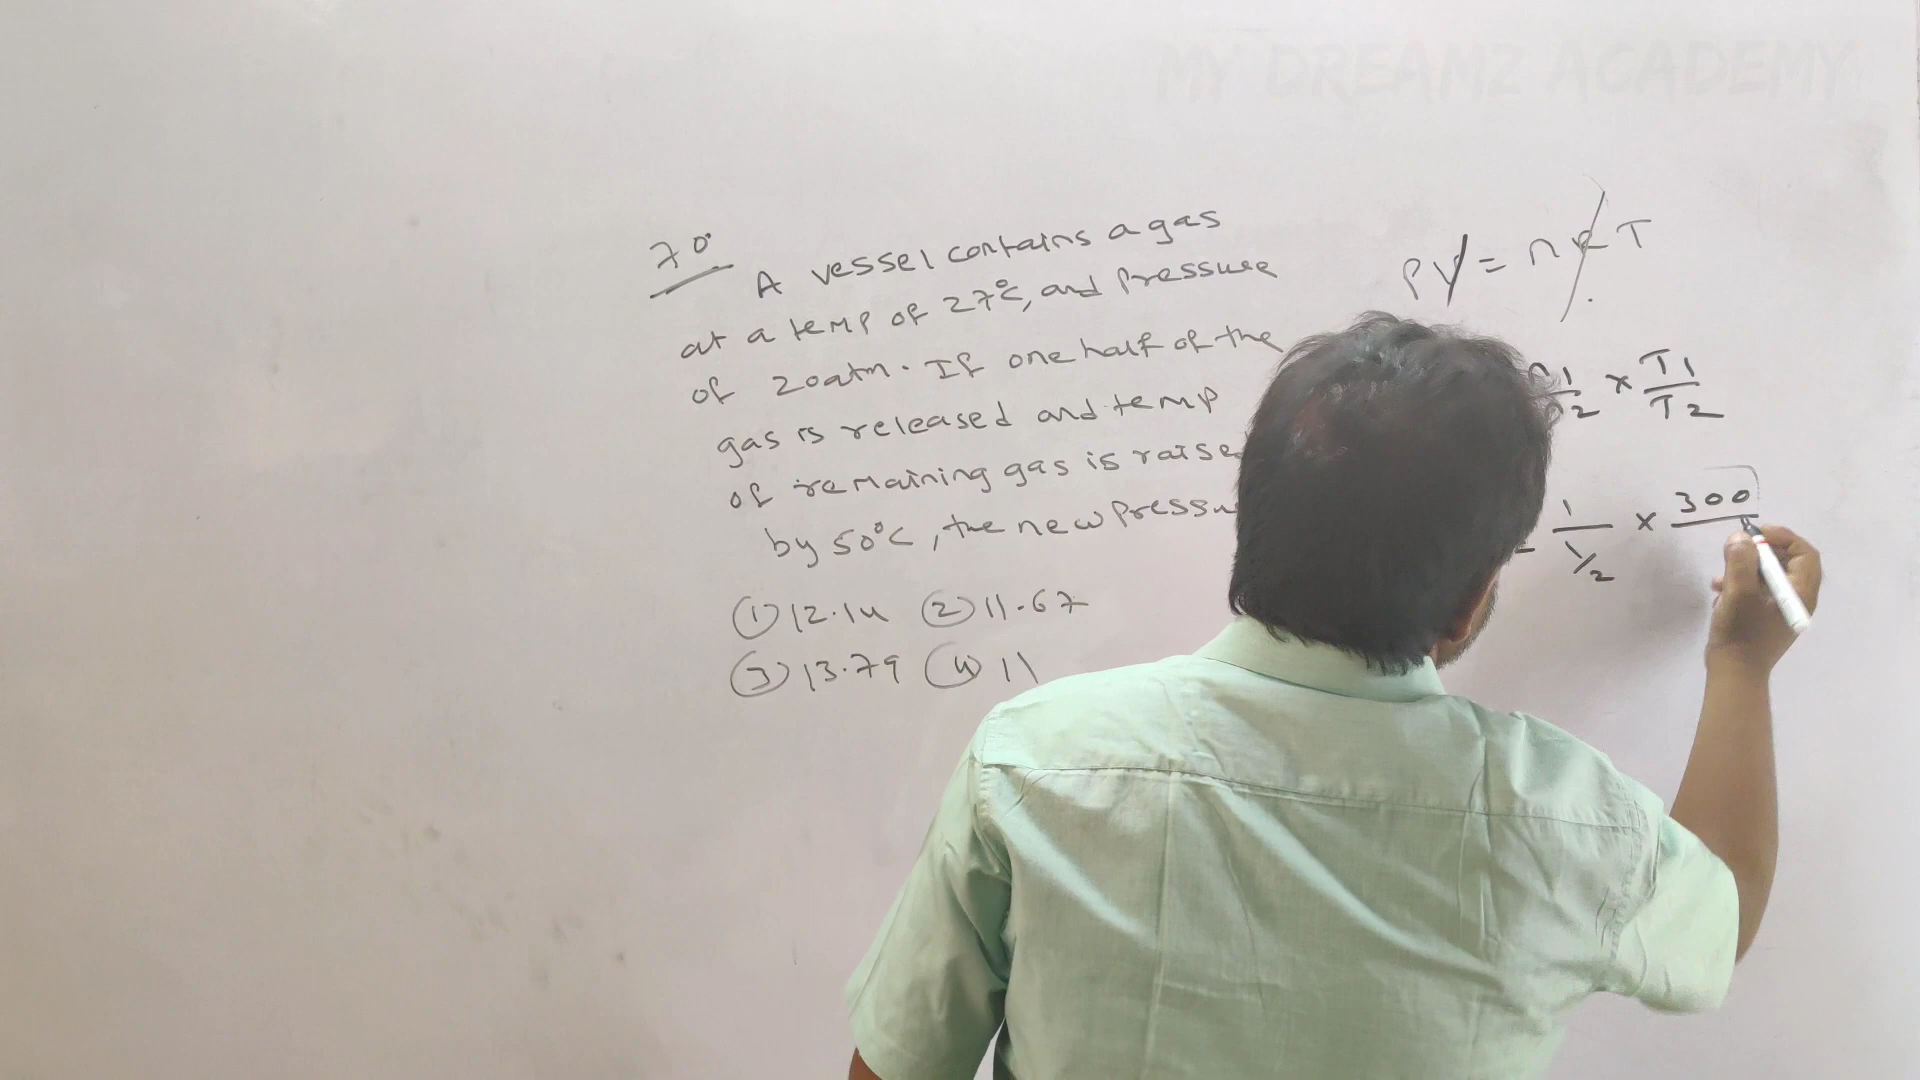 MY DREAMZ ACADEMY
70.
A vessel contains a gas
at a temp of 27°C, and pressure
of 20atm. If one half of the
gas is released and temp
of remaining gas is raise
by 50°C, the new pressu
① 12.14 ② 11.67
③ 13.79 ④ 11
PV = nRT
n1/n2 × T1/T2
= 1/½ × 300